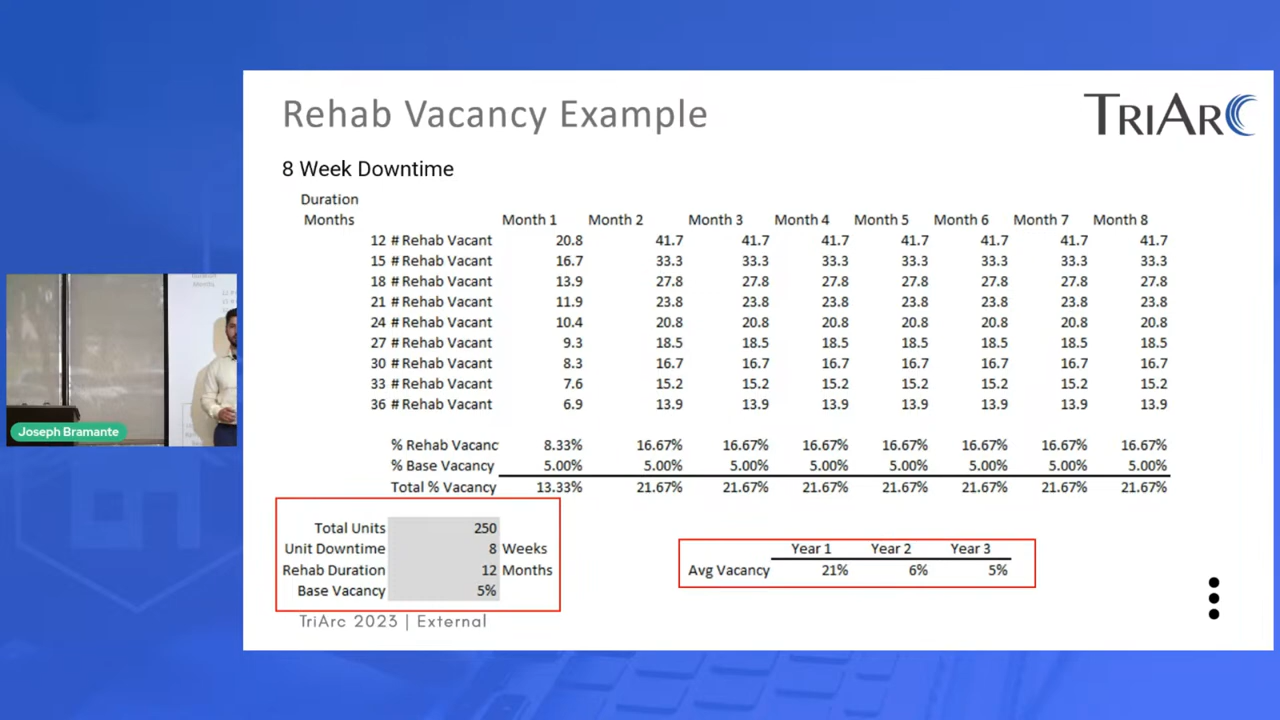 Rehab Vacancy Example
TRIARC
8 Week Downtime
Duration
Months Month 1 Month 2 Month 3 Month 4 Month 5 Month 6 Month 7 Month 8
12 # Rehab Vacant 20.8 41.7 41.7 41.7 41.7 41.7 41.7 41.7
15 # Rehab Vacant 16.7 33.3 33.3 33.3 33.3 33.3 33.3 33.3
18 # Rehab Vacant 13.9 27.8 27.8 27.8 27.8 27.8 27.8 27.8
21 # Rehab Vacant 11.9 23.8 23.8 23.8 23.8 23.8 23.8 23.8
24 # Rehab Vacant 10.4 20.8 20.8 20.8 20.8 20.8 20.8 20.8
27 # Rehab Vacant 9.3 18.5 18.5 18.5 18.5 18.5 18.5 18.5
30 # Rehab Vacant 8.3 16.7 16.7 16.7 16.7 16.7 16.7 16.7
33 # Rehab Vacant 7.6 15.2 15.2 15.2 15.2 15.2 15.2 15.2
36 # Rehab Vacant 6.9 13.9 13.9 13.9 13.9 13.9 13.9 13.9
% Rehab Vacanc 8.33% 16.67% 16.67% 16.67% 16.67% 16.67% 16.67% 16.67%
% Base Vacancy 5.00% 5.00% 5.00% 5.00% 5.00% 5.00% 5.00% 5.00%
Total % Vacancy 13.33% 21.67% 21.67% 21.67% 21.67% 21.67% 21.67% 21.67%
Total Units 250
Unit Downtime 8 Weeks
Rehab Duration 12 Months
Base Vacancy 5%
Year 1 Year 2 Year 3
Avg Vacancy 21% 6% 5%
TriArc 2023 | External
Joseph Bramante